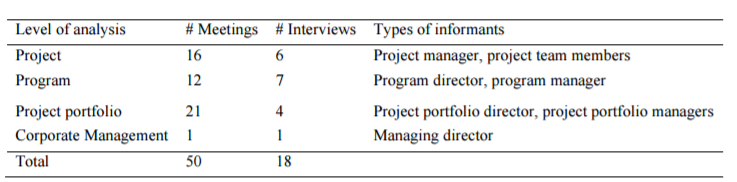 Level of analysis # Meetings # Interviews Types of informants
Project 16 6 Project manager, project team members
Program 12 7 Program director, program manager
Project portfolio 21 4 Project portfolio director, project portfolio managers
Corporate Management 1 1 Managing director
Total 50 18